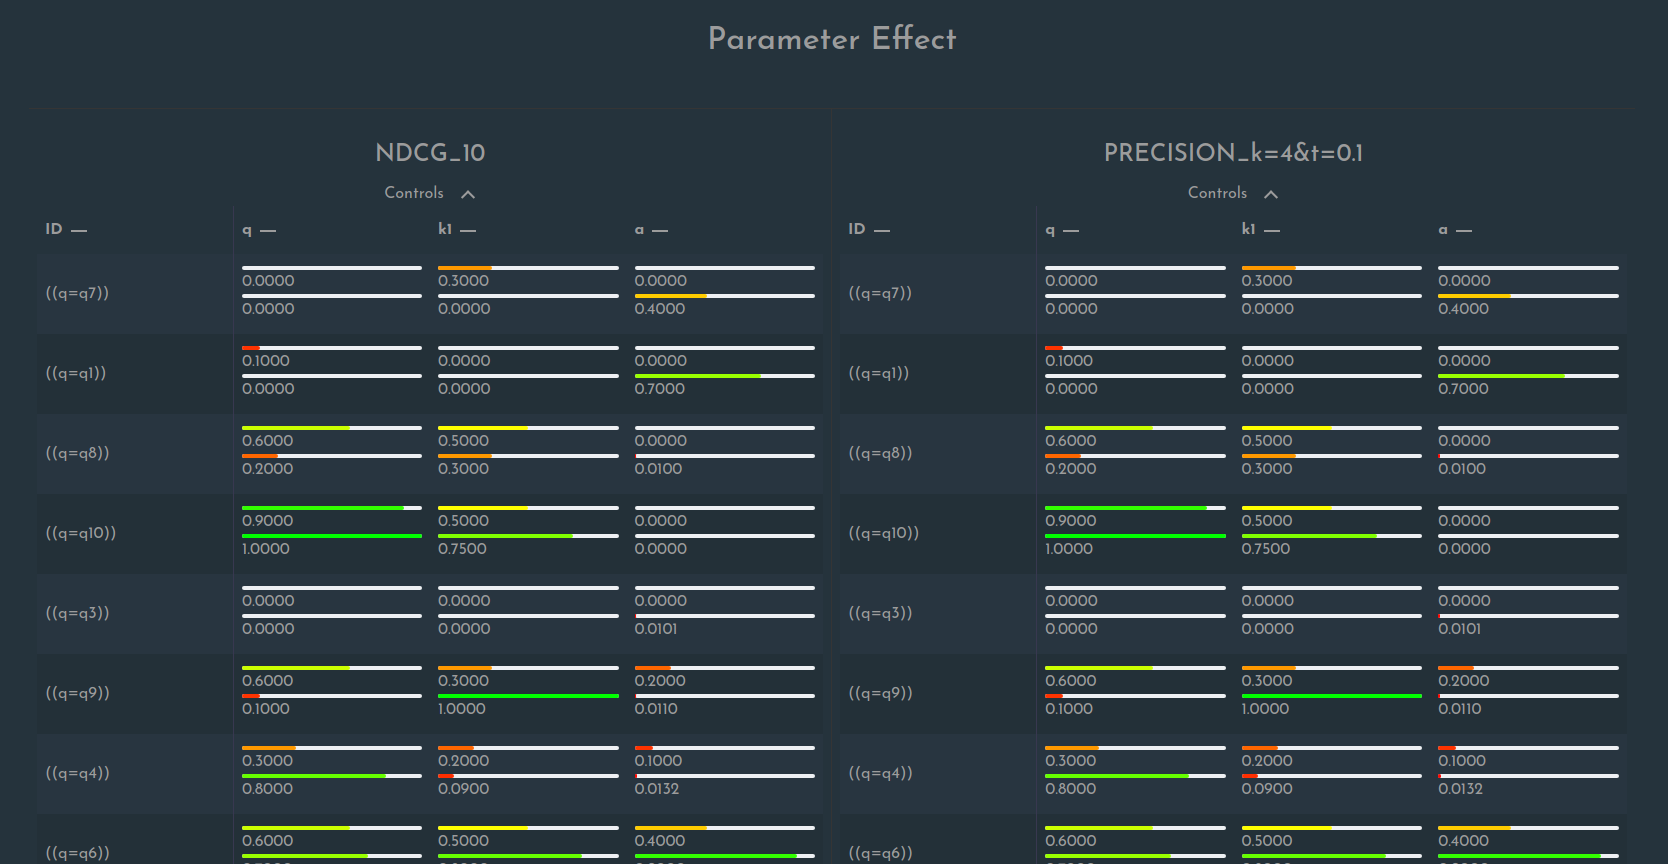 Parameter Effect
NDCG_10
Controls
ID — q — k1 — a —
((q=q7))
0.0000 0.3000 0.0000
0.0000 0.0000 0.4000
((q=q1))
0.1000 0.0000 0.0000
0.0000 0.0000 0.7000
((q=q8))
0.6000 0.5000 0.0000
0.2000 0.3000 0.0100
((q=q10))
0.9000 0.5000 0.0000
1.0000 0.7500 0.0000
((q=q3))
0.0000 0.0000 0.0000
0.0000 0.0000 0.0101
((q=q9))
0.6000 0.3000 0.2000
0.1000 1.0000 0.0110
((q=q4))
0.3000 0.2000 0.1000
0.8000 0.0900 0.0132
((q=q6))
0.6000 0.5000 0.4000
PRECISION_k=4&t=0.1
Controls
ID — q — k1 — a —
((q=q7))
0.0000 0.3000 0.0000
0.0000 0.0000 0.4000
((q=q1))
0.1000 0.0000 0.0000
0.0000 0.0000 0.7000
((q=q8))
0.6000 0.5000 0.0000
0.2000 0.3000 0.0100
((q=q10))
0.9000 0.5000 0.0000
1.0000 0.7500 0.0000
((q=q3))
0.0000 0.0000 0.0000
0.0000 0.0000 0.0101
((q=q9))
0.6000 0.3000 0.2000
0.1000 1.0000 0.0110
((q=q4))
0.3000 0.2000 0.1000
0.8000 0.0900 0.0132
((q=q6))
0.6000 0.5000 0.4000